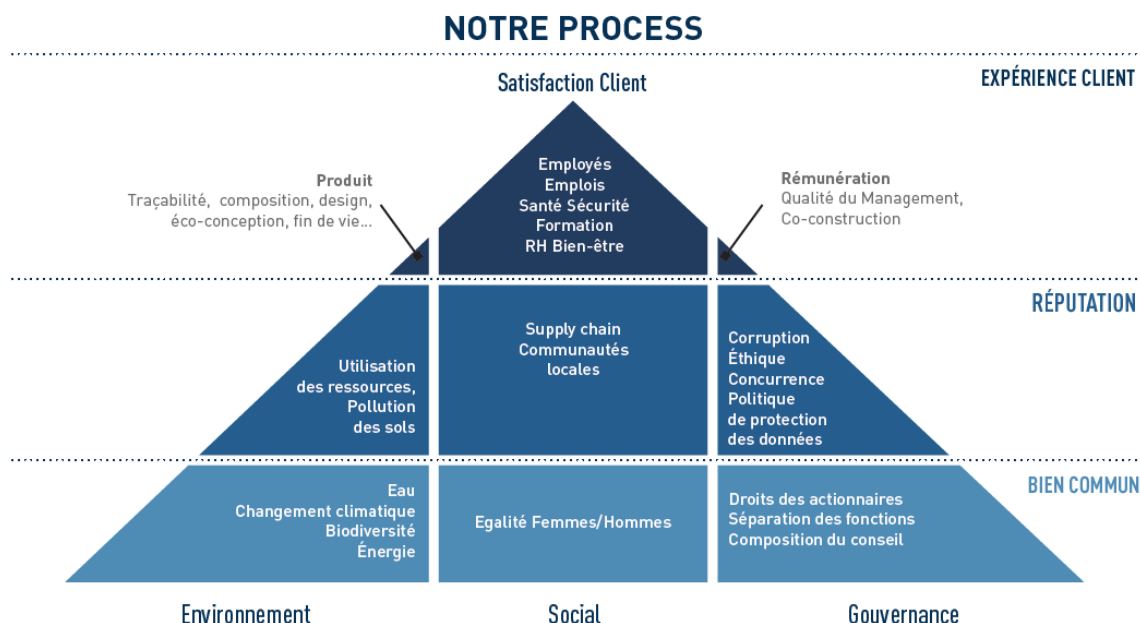 NOTRE PROCESS
EXPÉRIENCE CLIENT
Satisfaction Client
Employés
Emplois
Santé Sécurité
Formation
RH Bien-être
Produit
Traçabilité, composition, design,
éco-conception, fin de vie...
Rémunération
Qualité du Management,
Co-construction
RÉPUTATION
Utilisation
des ressources,
Pollution
des sols
Supply chain
Communautés
locales
Corruption
Éthique
Concurrence
Politique
de protection
des données
BIEN COMMUN
Eau
Changement climatique
Biodiversité
Énergie
Egalité Femmes/Hommes
Droits des actionnaires
Séparation des fonctions
Composition du conseil
Environnement
Social
Gouvernance